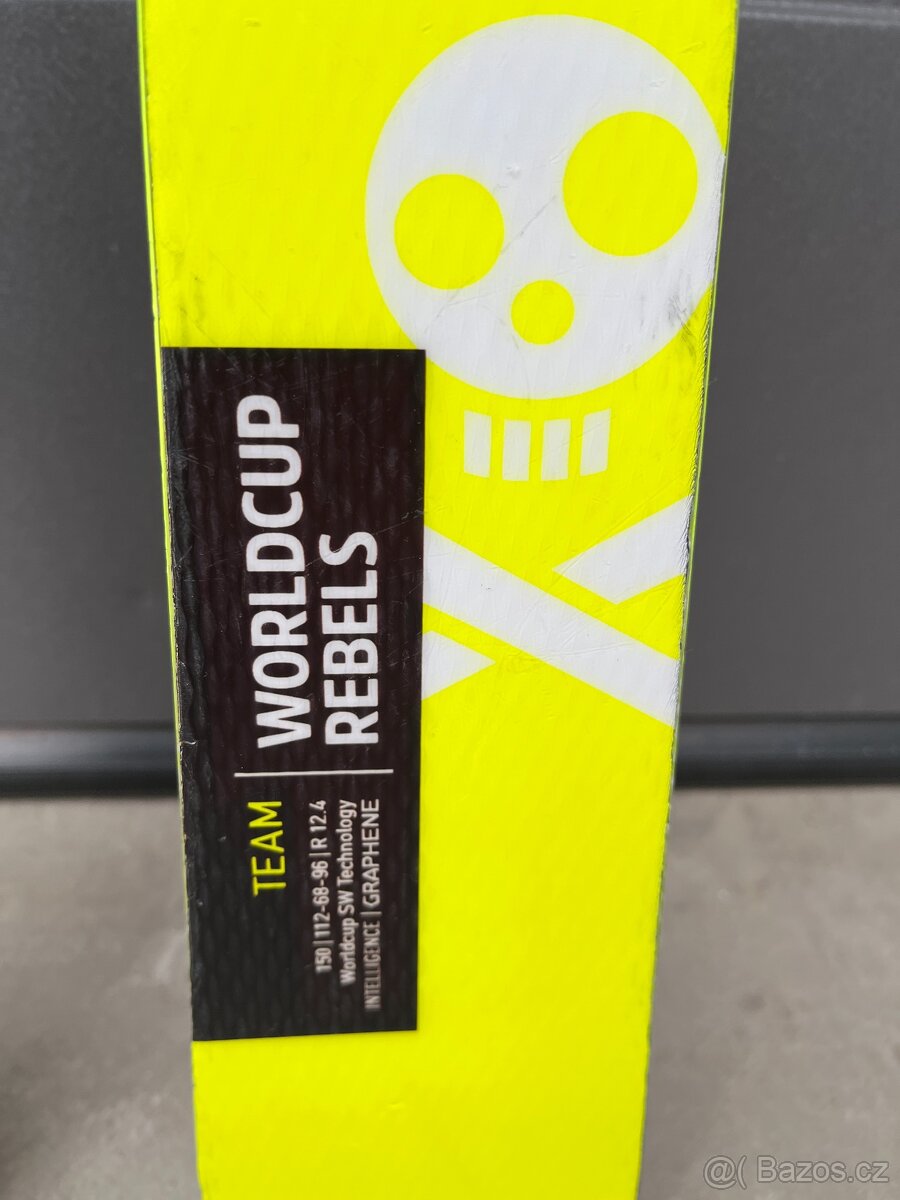 TEAM
WORLDCUP
REBELS
150|112-68-96|R 12.4
Worldcup SW Technology
INTELLIGENCE|GRAPHENE
@( Bazos.cz